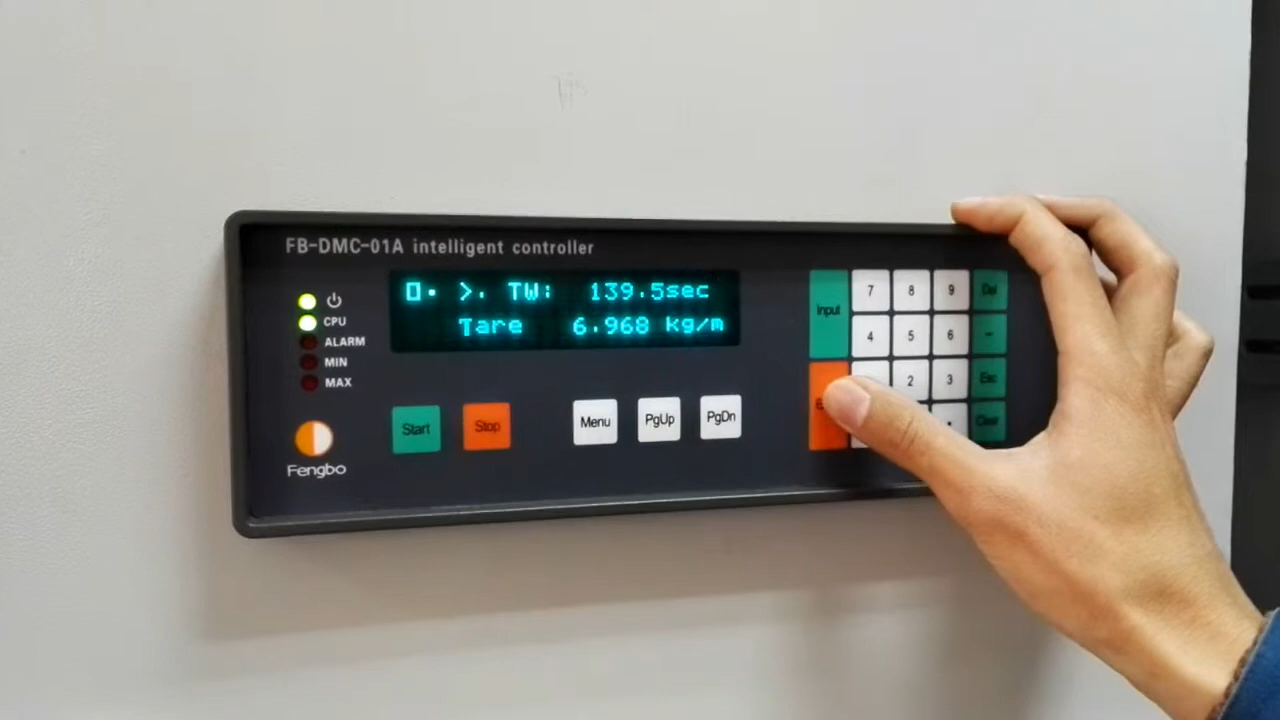 FB-DMC-01A intelligent controller
>. TW: 139.5sec
Tare 6.968 kg/m
CPU
ALARM
MIN
MAX
Fengbo
Start
Stop
Menu
PgUp
PgDn
Input
7
8
9
Del
4
5
6
-
2
3
Esc
.
Clear